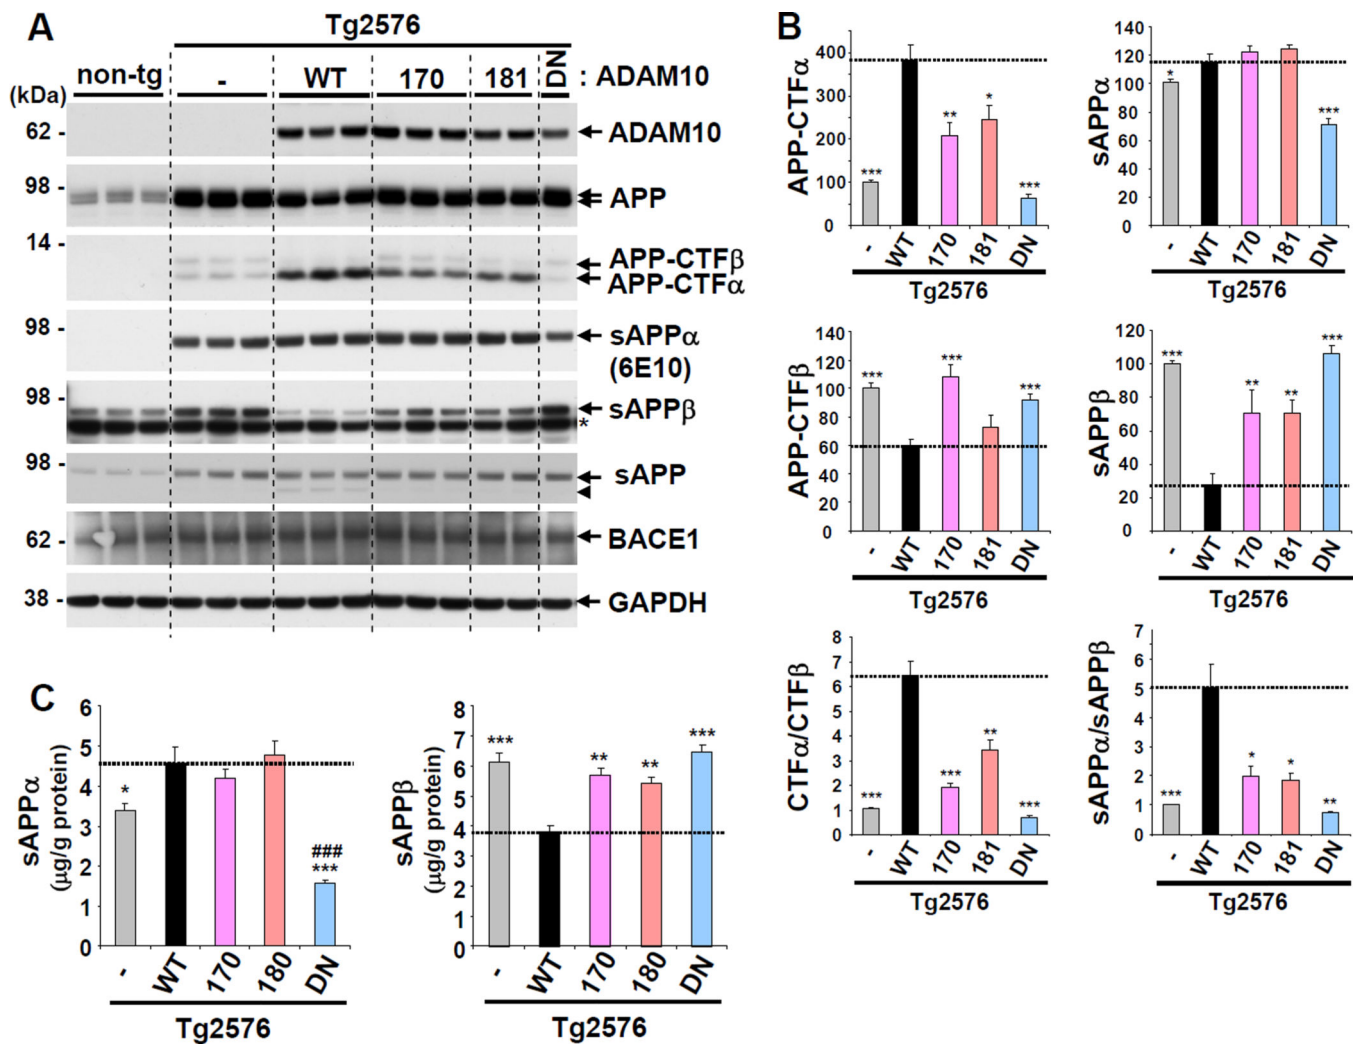 A
Tg2576
non-tg - WT 170 181 DN : ADAM10
(kDa)
62 - ADAM10
98 - APP
14 - APP-CTFβ
APP-CTFα
98 - sAPPα
(6E10)
98 - sAPPβ
*
98 - sAPP
62 - BACE1
38 - GAPDH
B
APP-CTFα
400
300
200
100
0
*** ** * ***
- WT 170 181 DN
Tg2576
sAPPα
140
120
100
80
60
40
20
0
* ***
- WT 170 181 DN
Tg2576
APP-CTFβ
140
120
100
80
60
40
20
0
*** *** ***
- WT 170 181 DN
Tg2576
sAPPβ
120
100
80
60
40
20
0
*** ** ** ***
- WT 170 181 DN
Tg2576
CTFα/CTFβ
8
7
6
5
4
3
2
1
0
*** *** ** ***
- WT 170 181 DN
Tg2576
sAPPα/sAPPβ
7
6
5
4
3
2
1
0
*** * * **
- WT 170 181 DN
Tg2576
C
sAPPα
(µg/g protein)
6
5
4
3
2
1
0
* ###
***
- WT 170 180 DN
Tg2576
sAPPβ
(µg/g protein)
8
7
6
5
4
3
2
1
0
*** ** ** ***
- WT 170 180 DN
Tg2576